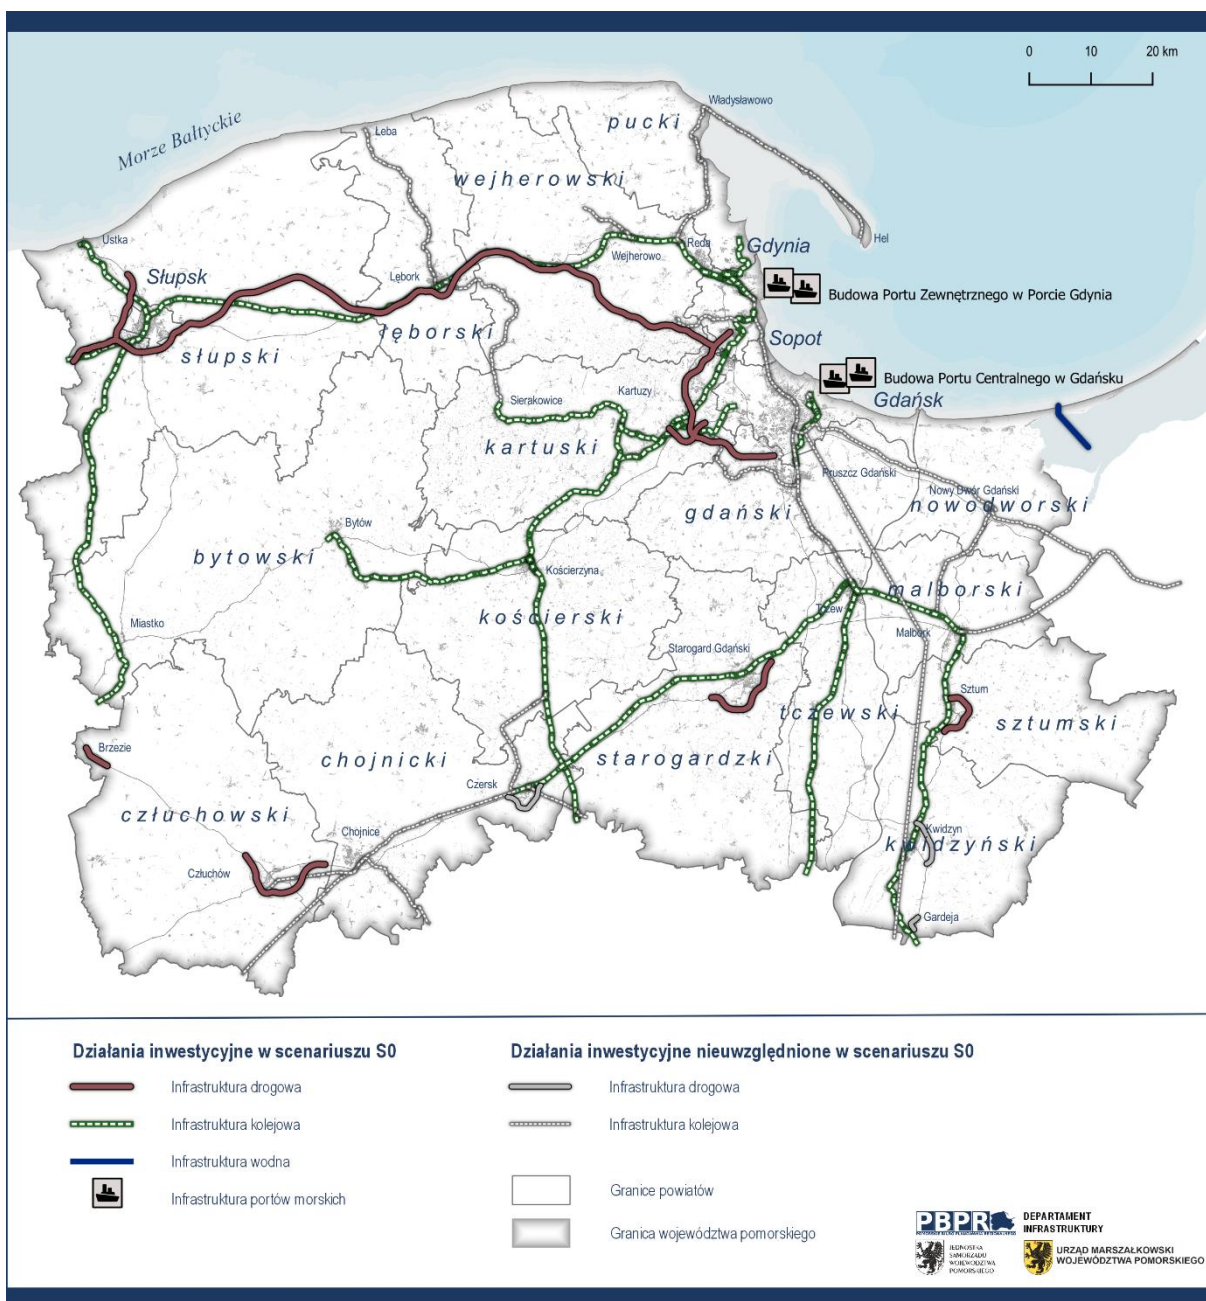 0 10 20 km
Morze Bałtyckie
Władysławowo
Łeba
pucki
wejherowski
Ustka
Hel
Gdynia
Reda
Wejherowo
Słupsk
Lębork
Budowa Portu Zewnętrznego w Porcie Gdynia
łęborski
Sopot
słupski
Budowa Portu Centralnego w Gdańsku
Kartuzy
Sierakowice
Gdańsk
kartuski
Pruszcz Gdański
Nowy Dwór Gdański
nowodworski
gdański
Bytów
bytowski
Kościerzyna
malborski
Tczew
kościerski
Miastko
Malbork
Starogard Gdański
Sztum
tczewski
sztumski
Brzezie
chojnicki
starogardzki
Czersk
człuchowski
Chojnice
Kwidzyn
kwidzyński
Człuchów
Gardeja
Działania inwestycyjne w scenariuszu S0
Infrastruktura drogowa
Infrastruktura kolejowa
Infrastruktura wodna
Infrastruktura portów morskich
Działania inwestycyjne nieuwzględnione w scenariuszu S0
Infrastruktura drogowa
Infrastruktura kolejowa
Granice powiatów
Granica województwa pomorskiego
PBPR
DEPARTAMENT
INFRASTRUKTURY
JEDNOSTKA
SAMORZĄDU
WOJEWÓDZTWA
POMORSKIEGO
URZĄD MARSZAŁKOWSKI
WOJEWÓDZTWA POMORSKIEGO